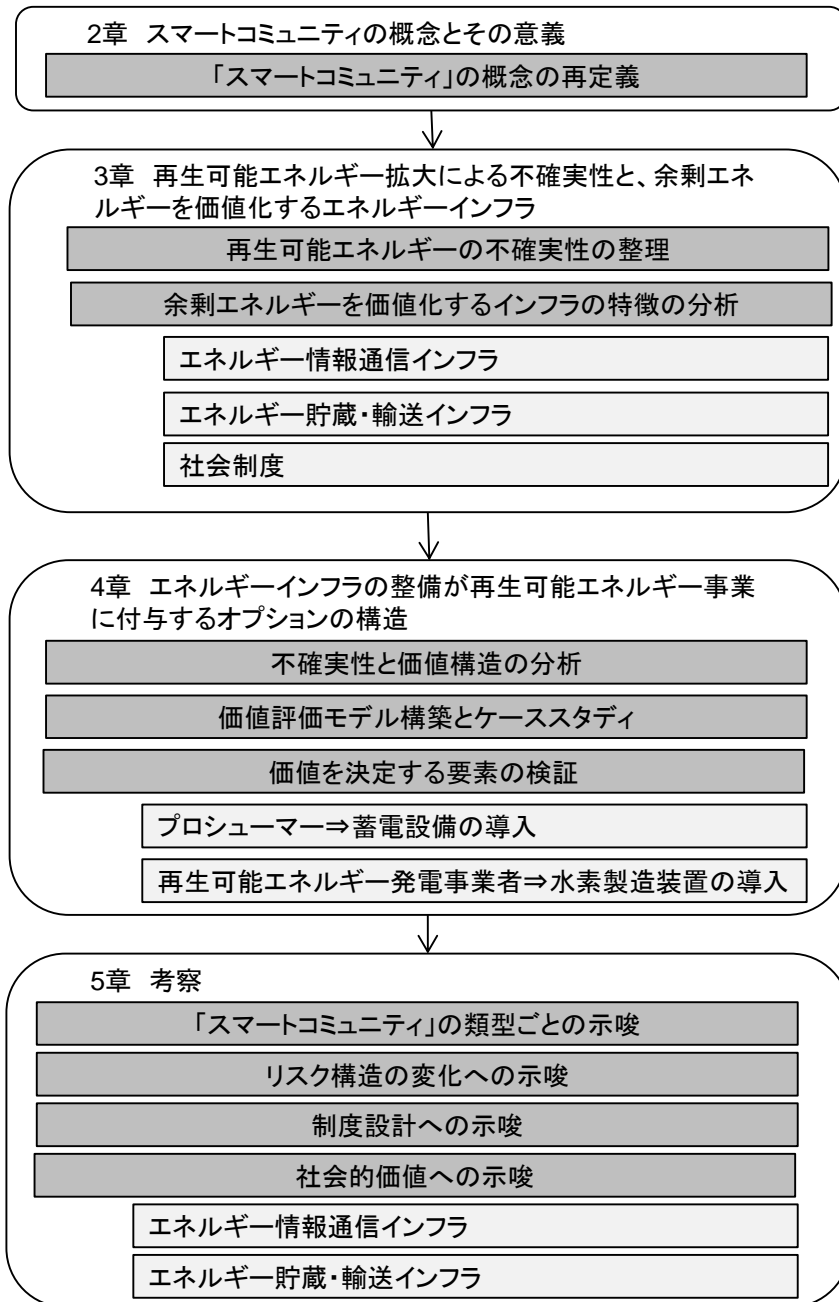 2章 スマートコミュニティの概念とその意義
「スマートコミュニティ」の概念の再定義
3章 再生可能エネルギー拡大による不確実性と、余剰エネ
ルギーを価値化するエネルギーインフラ
再生可能エネルギーの不確実性の整理
余剰エネルギーを価値化するインフラの特徴の分析
エネルギー情報通信インフラ
エネルギー貯蔵・輸送インフラ
社会制度
4章 エネルギーインフラの整備が再生可能エネルギー事業
に付与するオプションの構造
不確実性と価値構造の分析
価値評価モデル構築とケーススタディ
価値を決定する要素の検証
プロシューマー⇒蓄電設備の導入
再生可能エネルギー発電事業者⇒水素製造装置の導入
5章 考察
「スマートコミュニティ」の類型ごとの示唆
リスク構造の変化への示唆
制度設計への示唆
社会的価値への示唆
エネルギー情報通信インフラ
エネルギー貯蔵・輸送インフラ